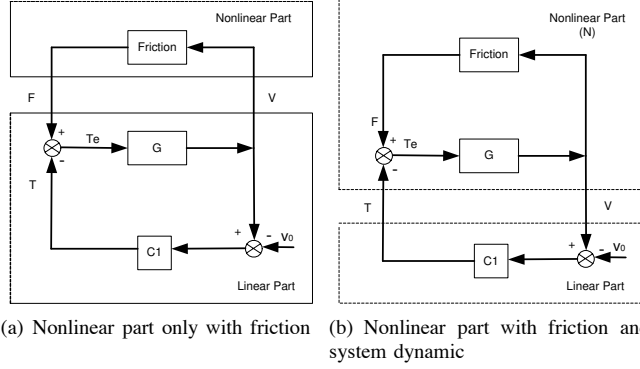 Nonlinear Part
Friction
F
V
+
Te
G
-
T
C1
+
-
v0
Linear Part
(a) Nonlinear part only with friction
Nonlinear Part
(N)
Friction
F
+
Te
G
-
T
V
C1
+
-
v0
Linear Part
(b) Nonlinear part with friction and
system dynamic